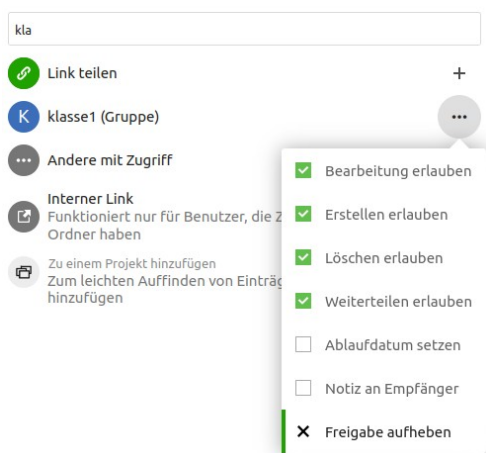 kla
Link teilen
K klasse1 (Gruppe)
Andere mit Zugriff
Interner Link
Funktioniert nur für Benutzer, die Z
Ordner haben
Zu einem Projekt hinzufügen
Zum leichten Auffinden von Einträg
hinzufügen
Bearbeitung erlauben
Erstellen erlauben
Löschen erlauben
Weiterteilen erlauben
Ablaufdatum setzen
Notiz an Empfänger
Freigabe aufheben